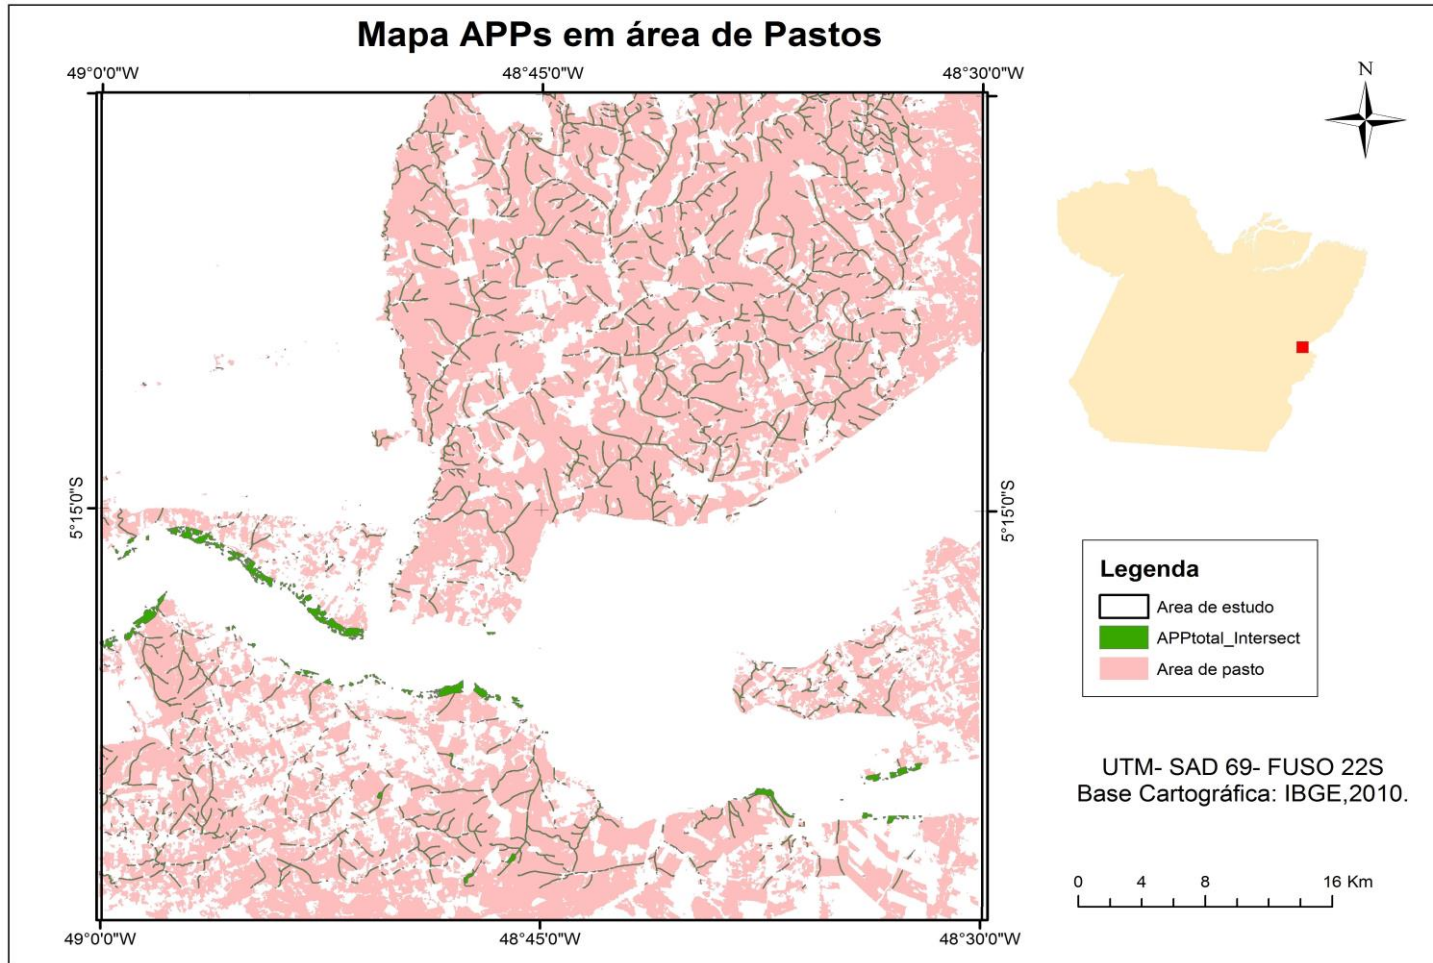 Mapa APPs em área de Pastos
49°0'0"W
48°45'0"W
48°30'0"W
N
5°15'0"S
5°15'0"S
Legenda
Area de estudo
APPtotal_Intersect
Area de pasto
UTM- SAD 69- FUSO 22S
Base Cartográfica: IBGE,2010.
0 4 8 16 Km
49°0'0"W
48°45'0"W
48°30'0"W